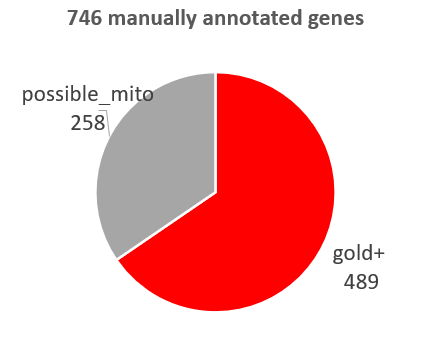 746 manually annotated genes
possible_mito
258
gold+
489